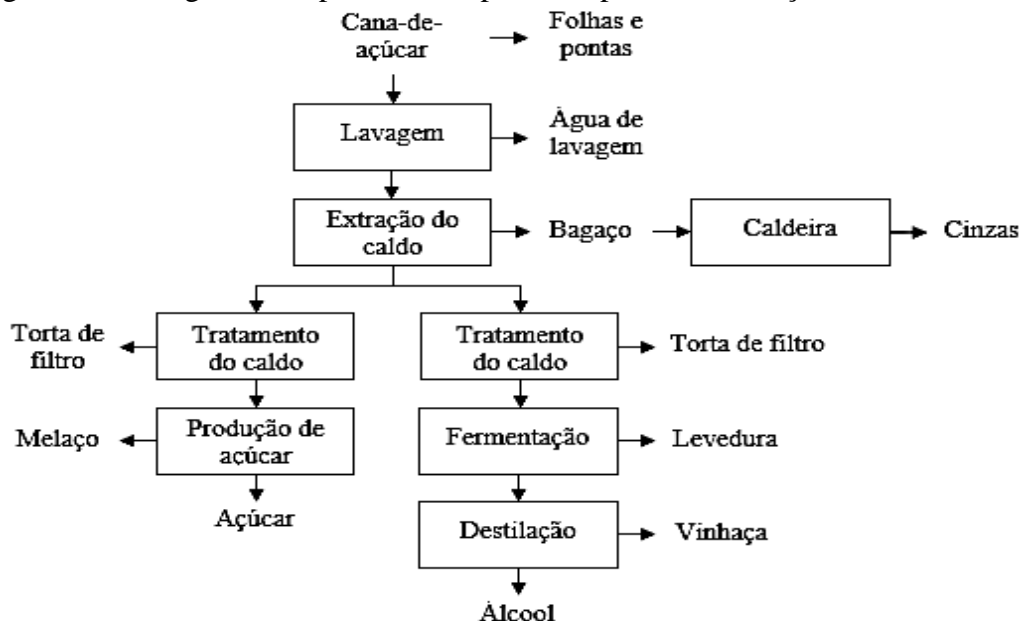 Cana-de-
açúcar
Folhas e
pontas
Lavagem
Água de
lavagem
Extração do
caldo
Bagaço
Caldeira
Cinzas
Torta de
filtro
Tratamento
do caldo
Tratamento
do caldo
Torta de filtro
Melaço
Produção de
açúcar
Fermentação
Levedura
Açúcar
Destilação
Vinhaça
Álcool